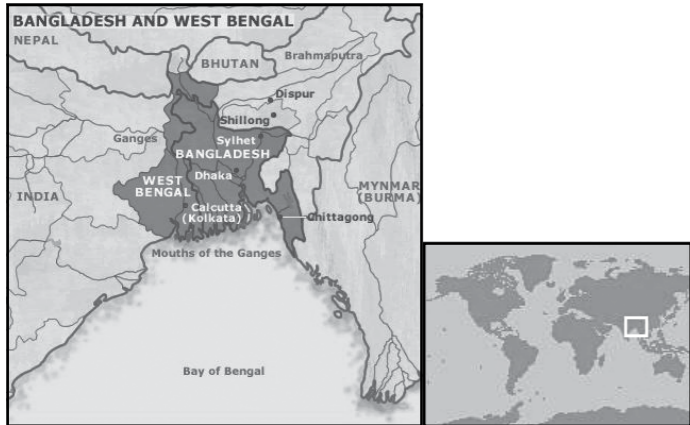 BANGLADESH AND WEST BENGAL
NEPAL
BHUTAN
Brahmaputra
Dispur
Shillong
Ganges
Sylhet
BANGLADESH
Dhaka
WEST
BENGAL
MYNMAR
(BURMA)
INDIA
Calcutta
(Kolkata)
Chittagong
Mouths of the Ganges
Bay of Bengal